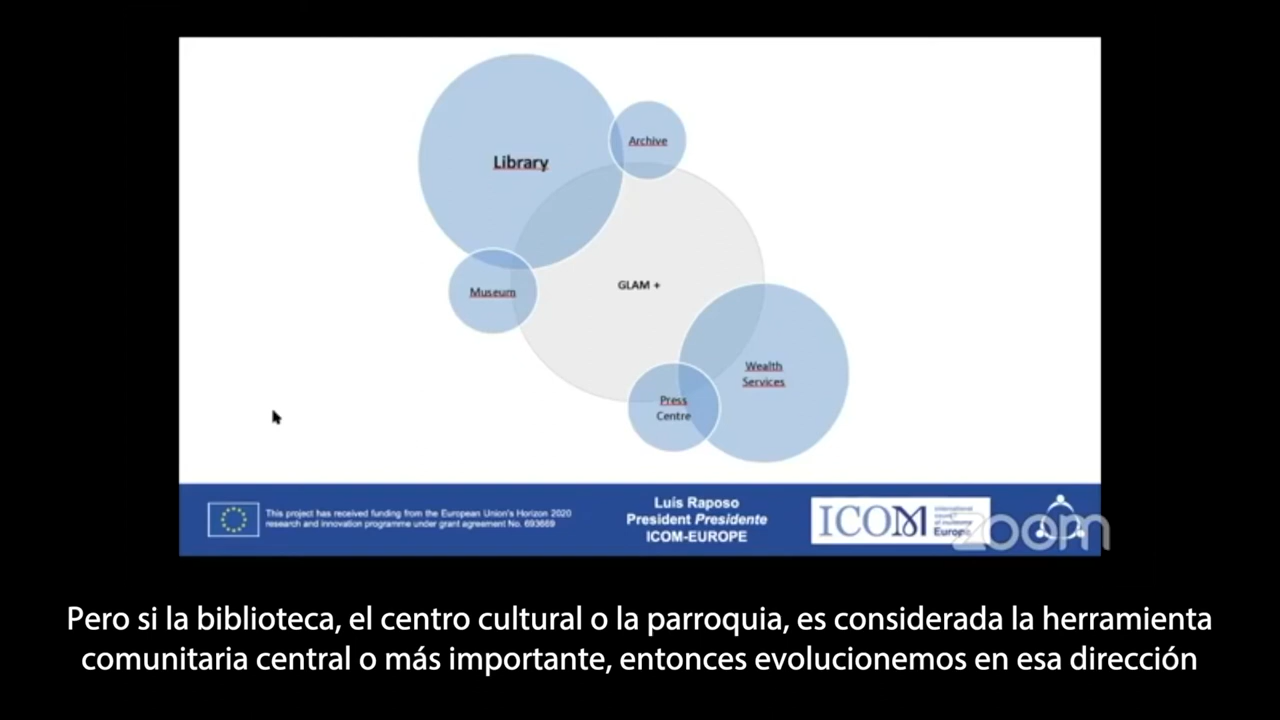 Library
Archive
Museum
GLAM +
Wealth
Services
Press
Centre
This project has received funding from the European Union's Horizon 2020
research and innovation programme under grant agreement No. 693669
Luis Raposo
President Presidente
ICOM-EUROPE
ICOM
international
Europe
zoom
Pero si la biblioteca, el centro cultural o la parroquia, es considerada la herramienta
comunitaria central o más importante, entonces evolucionemos en esa dirección